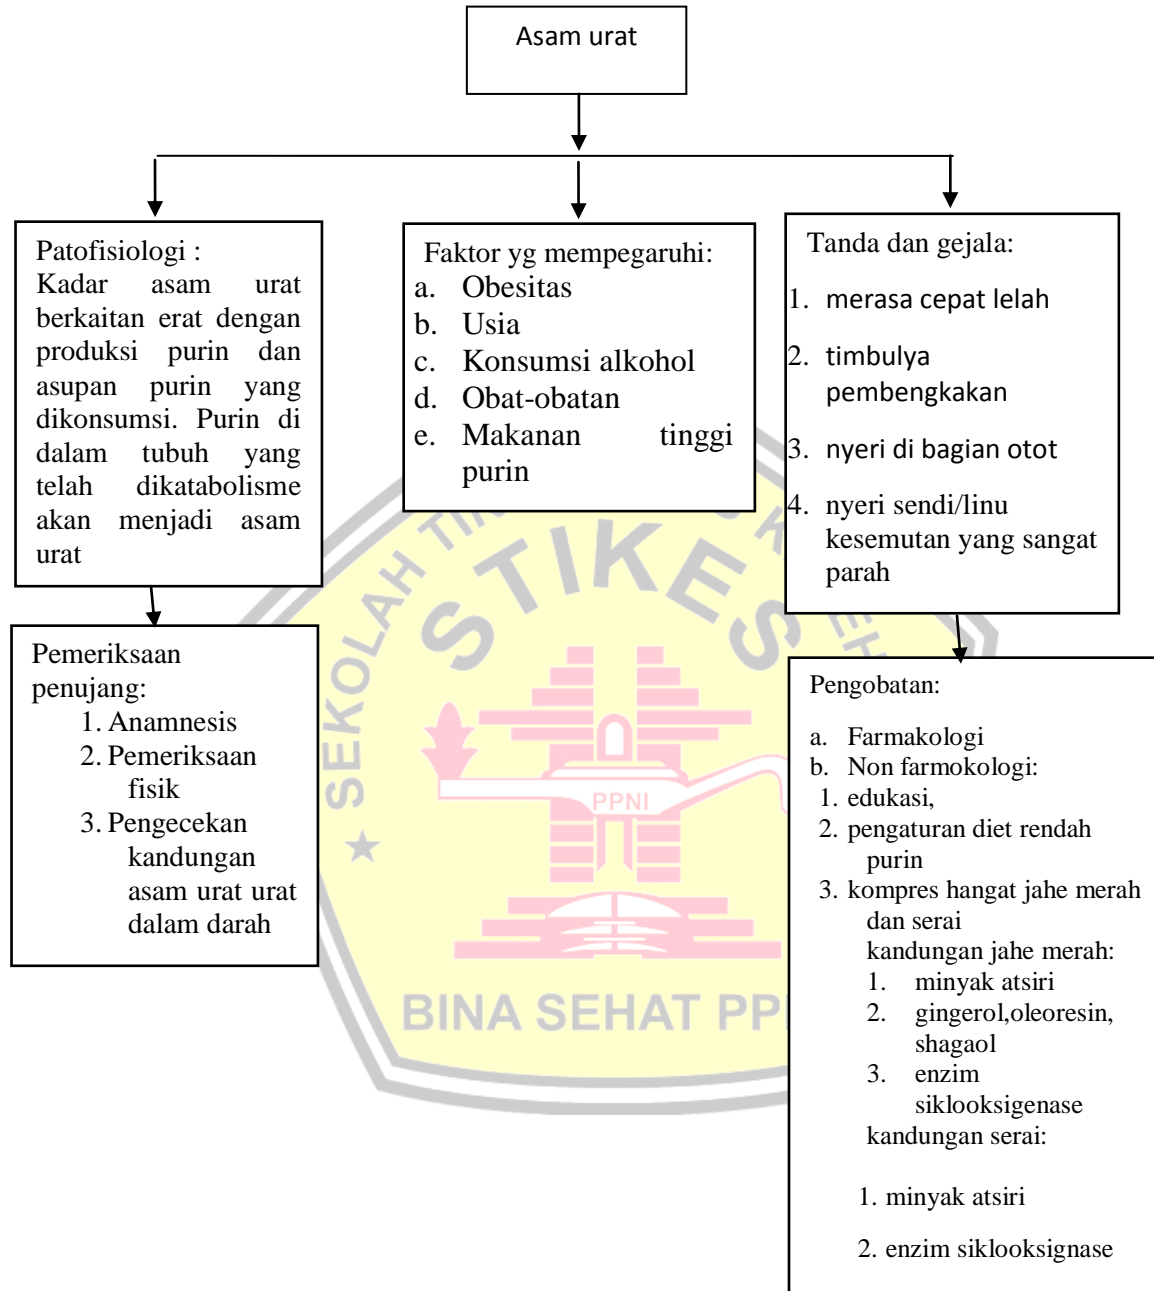 Asam urat
Patofisiologi :
Kadar asam urat
berkaitan erat dengan
produksi purin dan
asupan purin yang
dikonsumsi. Purin di
dalam tubuh yang
telah dikatabolisme
akan menjadi asam
urat
Faktor yg mempegaruhi:
a. Obesitas
b. Usia
c. Konsumsi alkohol
d. Obat-obatan
e. Makanan tinggi
purin
Tanda dan gejala:
1. merasa cepat lelah
2. timbulya
pembengkakan
3. nyeri di bagian otot
4. nyeri sendi/linu
kesemutan yang sangat
parah
Pemeriksaan
penujang:
1. Anamnesis
2. Pemeriksaan
fisik
3. Pengecekan
kandungan
asam urat urat
dalam darah
Pengobatan:
a. Farmakologi
b. Non farmokologi:
1. edukasi,
2. pengaturan diet rendah
purin
3. kompres hangat jahe merah
dan serai
kandungan jahe merah:
1. minyak atsiri
2. gingerol,oleoresin,
shagaol
3. enzim
siklooksigenase
kandungan serai:
1. minyak atsiri
2. enzim siklooksignase
SEKOLAH
STIKES
PPNI
BINA SEHAT